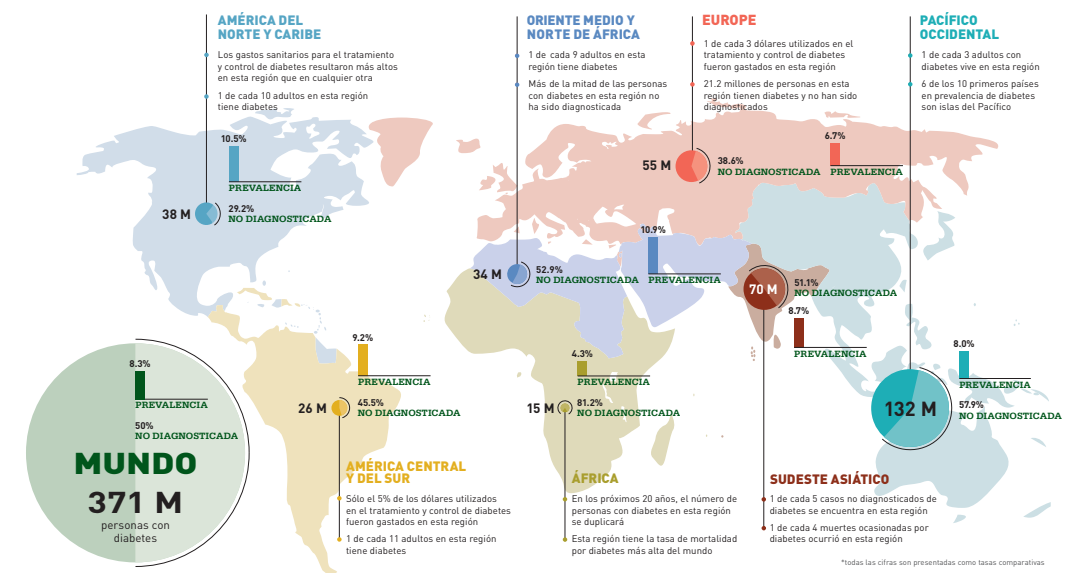 AMÉRICA DEL
NORTE Y CARIBE
Los gastos sanitarios para el tratamiento
y control de diabetes resultaron más altos
en esta región que en cualquier otra
1 de cada 10 adultos en esta región
tiene diabetes
10.5%
PREVALENCIA
38 M
29.2%
NO DIAGNOSTICADA
ORIENTE MEDIO Y
NORTE DE ÁFRICA
1 de cada 9 adultos en esta
región tiene diabetes
Más de la mitad de las personas
con diabetes en esta región no
ha sido diagnosticada
34 M
52.9%
NO DIAGNOSTICADA
10.9%
PREVALENCIA
EUROPE
1 de cada 3 dólares utilizados en el
tratamiento y control de diabetes
fueron gastados en esta región
21.2 millones de personas en esta
región tienen diabetes y no han sido
diagnosticados
55 M
38.6%
NO DIAGNOSTICADA
6.7%
PREVALENCIA
PACÍFICO
OCCIDENTAL
1 de cada 3 adultos con
diabetes vive en esta región
6 de los 10 primeros países
en prevalencia de diabetes
son islas del Pacífico
8.0%
PREVALENCIA
132 M
57.9%
NO DIAGNOSTICADA
70 M
51.1%
NO DIAGNOSTICADA
8.7%
PREVALENCIA
8.3%
PREVALENCIA
50%
NO DIAGNOSTICADA
MUNDO
371 M
personas con
diabetes
9.2%
PREVALENCIA
26 M
45.5%
NO DIAGNOSTICADA
AMÉRICA CENTRAL
Y DEL SUR
Sólo el 5% de los dólares utilizados
en el tratamiento y control de diabetes
fueron gastados en esta región
1 de cada 11 adultos en esta región
tiene diabetes
4.3%
PREVALENCIA
15 M
81.2%
NO DIAGNOSTICADA
ÁFRICA
En los próximos 20 años, el número de
personas con diabetes en esta región
se duplicará
Esta región tiene la tasa de mortalidad
por diabetes más alta del mundo
SUDESTE ASIÁTICO
1 de cada 5 casos no diagnosticados de
diabetes se encuentra en esta región
1 de cada 4 muertes ocasionadas por
diabetes ocurrió en esta región
*todas las cifras son presentadas como tasas comparativas